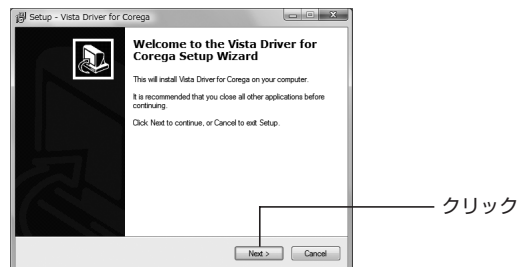 Setup - Vista Driver for Corega
Welcome to the Vista Driver for
Corega Setup Wizard
This will install Vista Driver for Corega on your computer.
It is recommended that you close all other applications before
continuing.
Click Next to continue, or Cancel to exit Setup.
クリック
Next >
Cancel